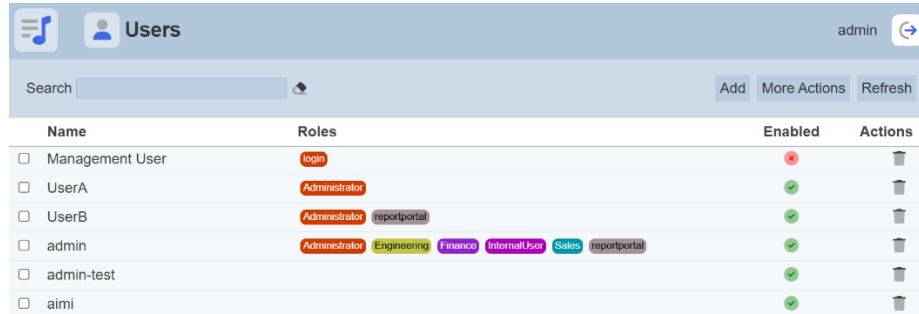 Users admin
Search Add More Actions Refresh
Name Roles Enabled Actions
Management User login
UserA Administrator
UserB Administrator reportportal
admin Administrator Engineering Finance InternalUser Sales reportportal
admin-test
aimi